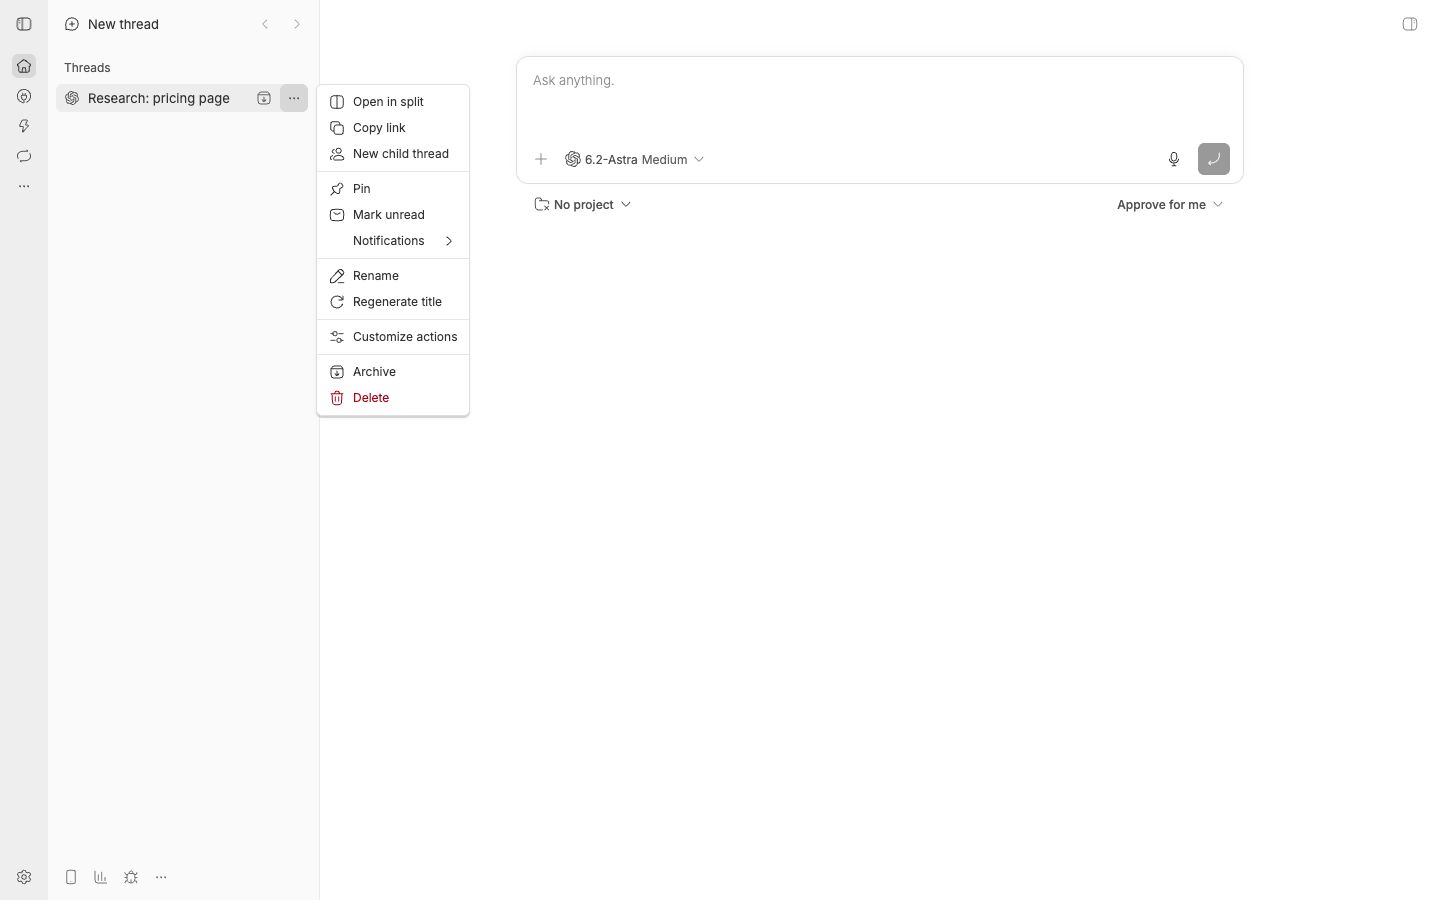 New thread
Threads
Research: pricing page
Open in split
Copy link
New child thread
Pin
Mark unread
Notifications
Rename
Regenerate title
Customize actions
Archive
Delete
Ask anything.
6.2-Astra Medium
No project
Approve for me